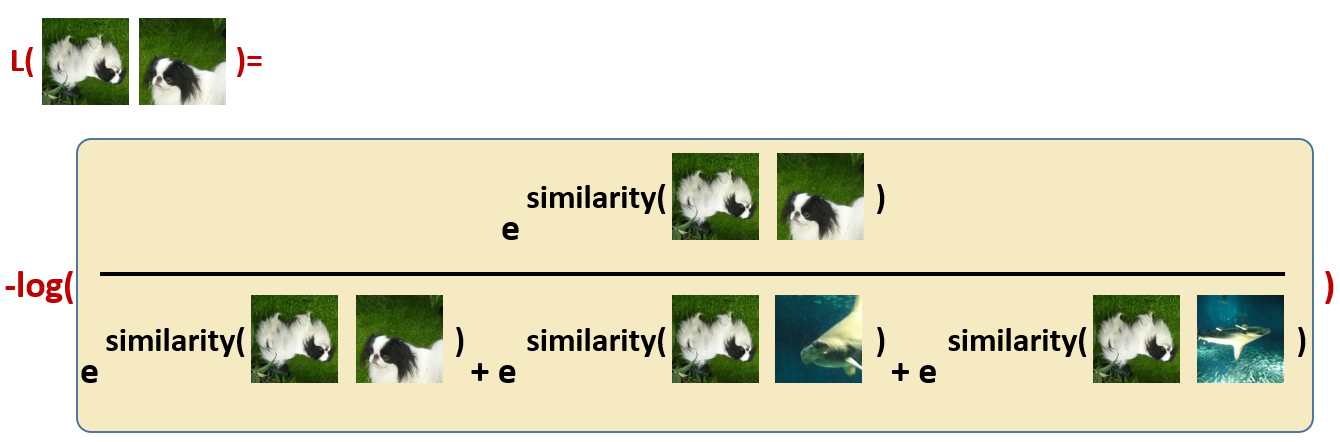 L( )=
similarity( )
e
-log( )
similarity( ) similarity( ) similarity( )
e + e + e